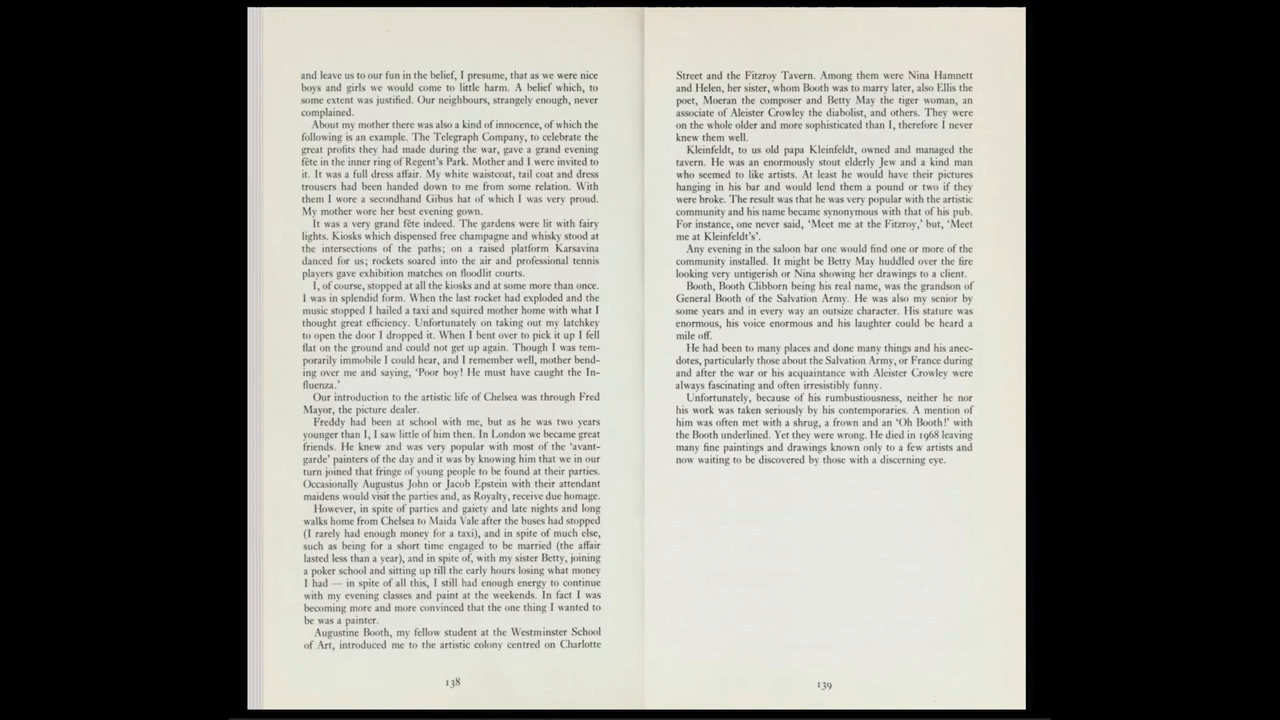 and leave us to our fun in the belief, I presume, that as we were nice
boys and girls we would come to little harm. A belief which, to
some extent was justified. Our neighbours, strangely enough, never
complained.
About my mother there was also a kind of innocence, of which the
following is an example. The Telegraph Company, to celebrate the
great profits they had made during the war, gave a grand evening
fête in the inner ring of Regent's Park. Mother and I were invited to
it. It was a full dress affair. My white waistcoat, tail coat and dress
trousers had been handed down to me from some relation. With
them I wore a secondhand Gibus hat of which I was very proud.
My mother wore her best evening gown.
It was a very grand fête indeed. The gardens were lit with fairy
lights. Kiosks which dispensed free champagne and whisky stood at
the intersections of the paths; on a raised platform Karsavina
danced for us; rockets soared into the air and professional tennis
players gave exhibition matches on floodlit courts.
I, of course, stopped at all the kiosks and at some more than once.
I was in splendid form. When the last rocket had exploded and the
music stopped I hailed a taxi and squired mother home with what I
thought great efficiency. Unfortunately on taking out my latchkey
to open the door I dropped it. When I bent over to pick it up I fell
flat on the ground and could not get up again. Though I was tem-
porarily immobile I could hear, and I remember well, mother bend-
ing over me and saying, 'Poor boy! He must have caught the In-
fluenza.'
Our introduction to the artistic life of Chelsea was through Fred
Mayor, the picture dealer.
Freddy had been at school with me, but as he was two years
younger than I, I saw little of him then. In London we became great
friends. He knew and was very popular with most of the 'avant-
garde' painters of the day and it was by knowing him that we in our
turn joined that fringe of young people to be found at their parties.
Occasionally Augustus John or Jacob Epstein with their attendant
maidens would visit the parties and, as Royalty, receive due homage.
However, in spite of parties and gaiety and late nights and long
walks home from Chelsea to Maida Vale after the buses had stopped
(I rarely had enough money for a taxi), and in spite of much else,
such as being for a short time engaged to be married (the affair
lasted less than a year), and in spite of, with my sister Betty, joining
a poker school and sitting up till the early hours losing what money
I had — in spite of all this, I still had enough energy to continue
with my evening classes and paint at the weekends. In fact I was
becoming more and more convinced that the one thing I wanted to
be was a painter.
Augustine Booth, my fellow student at the Westminster School
of Art, introduced me to the artistic colony centred on Charlotte
138
Street and the Fitzroy Tavern. Among them were Nina Hamnett
and Helen, her sister, whom Booth was to marry later, also Ellis the
poet, Moeran the composer and Betty May the tiger woman, an
associate of Aleister Crowley the diabolist, and others. They were
on the whole older and more sophisticated than I, therefore I never
knew them well.
Kleinfeldt, to us old papa Kleinfeldt, owned and managed the
tavern. He was an enormously stout elderly Jew and a kind man
who seemed to like artists. At least he would have their pictures
hanging in his bar and would lend them a pound or two if they
were broke. The result was that he was very popular with the artistic
community and his name became synonymous with that of his pub.
For instance, one never said, 'Meet me at the Fitzroy,' but, 'Meet
me at Kleinfeldt's'.
Any evening in the saloon bar one would find one or more of the
community installed. It might be Betty May huddled over the fire
looking very untigerish or Nina showing her drawings to a client.
Booth, Booth Clibborn being his real name, was the grandson of
General Booth of the Salvation Army. He was also my senior by
some years and in every way an outsize character. His stature was
enormous, his voice enormous and his laughter could be heard a
mile off.
He had been to many places and done many things and his anec-
dotes, particularly those about the Salvation Army, or France during
and after the war or his acquaintance with Aleister Crowley were
always fascinating and often irresistibly funny.
Unfortunately, because of his rumbustiousness, neither he nor
his work was taken seriously by his contemporaries. A mention of
him was often met with a shrug, a frown and an 'Oh Booth!' with
the Booth underlined. Yet they were wrong. He died in 1968 leaving
many fine paintings and drawings known only to a few artists and
now waiting to be discovered by those with a discerning eye.
139